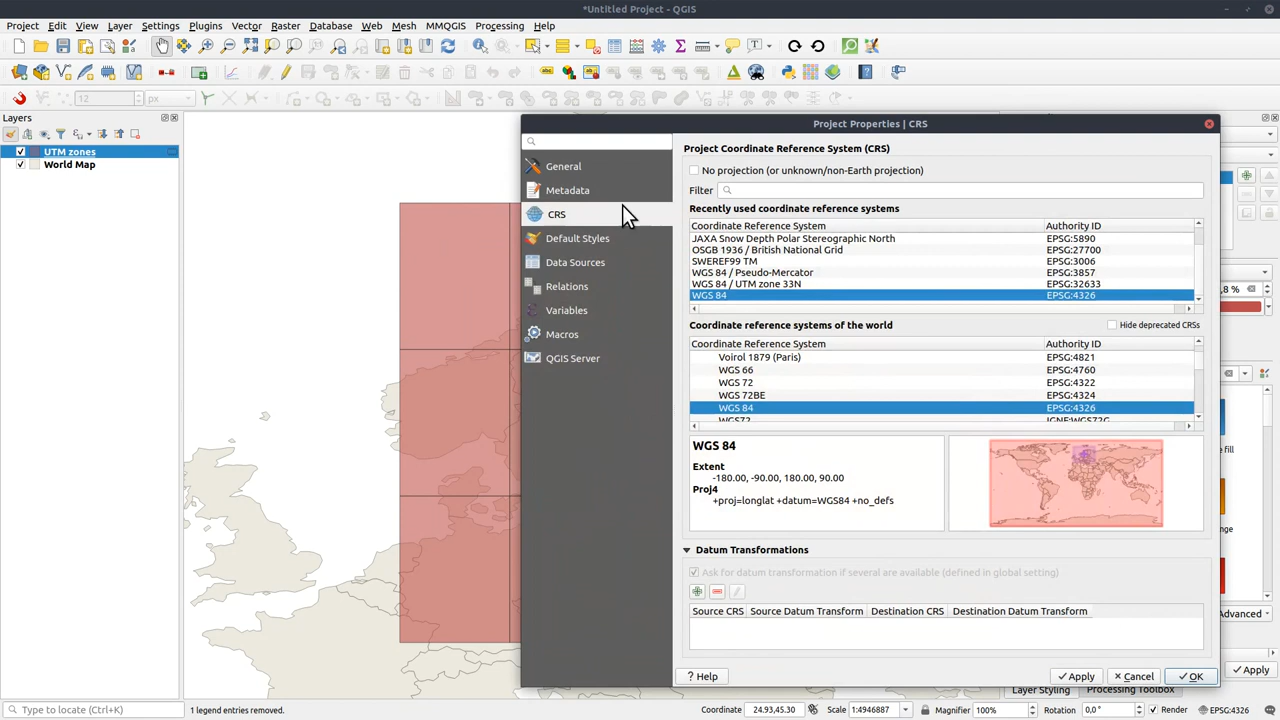 *Untitled Project - QGIS
Project Edit View Layer Settings Plugins Vector Raster Database Web Mesh MMQGIS Processing Help
12 px
Layers
UTM zones
World Map
Project Properties | CRS
General
Metadata
CRS
Default Styles
Data Sources
Relations
Variables
Macros
QGIS Server
Project Coordinate Reference System (CRS)
No projection (or unknown/non-Earth projection)
Filter
Recently used coordinate reference systems
Coordinate Reference System Authority ID
JAXA Snow Depth Polar Stereographic North EPSG:5890
OSGB 1936 / British National Grid EPSG:27700
SWEREF99 TM EPSG:3006
WGS 84 / Pseudo-Mercator EPSG:3857
WGS 84 / UTM zone 33N EPSG:32633
WGS 84 EPSG:4326
Coordinate reference systems of the world Hide deprecated CRSs
Coordinate Reference System Authority ID
Voirol 1879 (Paris) EPSG:4821
WGS 66 EPSG:4760
WGS 72 EPSG:4322
WGS 72BE EPSG:4324
WGS 84 EPSG:4326
WGS72 IGNF:WGS72G
WGS 84
Extent
-180.00, -90.00, 180.00, 90.00
Proj4
+proj=longlat +datum=WGS84 +no_defs
Datum Transformations
Ask for datum transformation if several are available (defined in global setting)
Source CRS Source Datum Transform Destination CRS Destination Datum Transform
Help Apply Cancel OK
,8 %
e fill
nge
Advanced
Apply
Layer Styling Processing Toolbox
Type to locate (Ctrl+K) 1 legend entries removed. Coordinate 24.93,45.30 Scale 1:4946887 Magnifier 100% Rotation 0,0 ° Render EPSG:4326